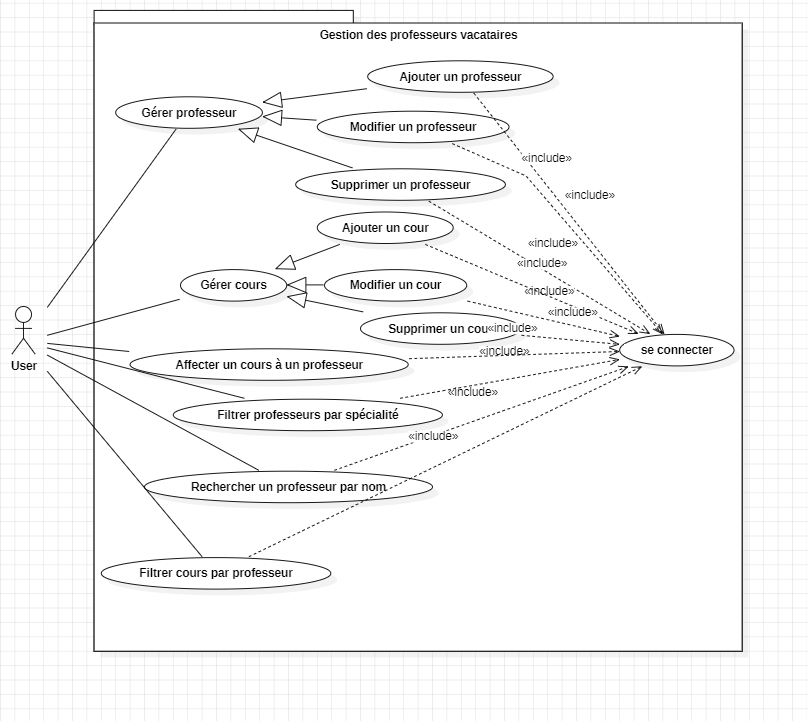 Gestion des professeurs vacataires
Ajouter un professeur
Gérer professeur
Modifier un professeur
«include»
Supprimer un professeur
«include»
Ajouter un cour
«include»
«include»
Gérer cours
Modifier un cour
«include»
«include»
Supprimer un cou
«include»
se connecter
«include»
User
Affecter un cours à un professeur
«include»
Filtrer professeurs par spécialité
«include»
Rechercher un professeur par nom
Filtrer cours par professeur